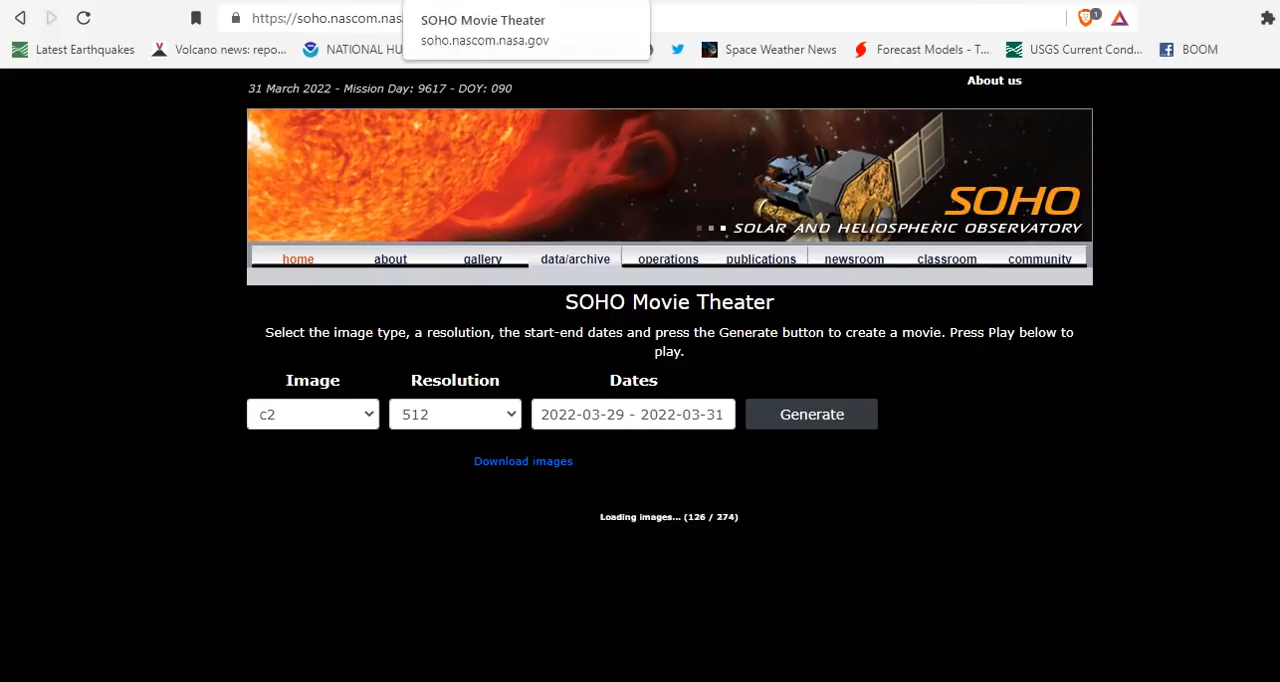 SOHO Movie Theater
https://soho.nascom.nas
soho.nascom.nasa.gov
1
Latest Earthquakes
Volcano news: repo...
NATIONAL HU
Space Weather News
Forecast Models - T...
USGS Current Cond...
BOOM
31 March 2022 - Mission Day: 9617 - DOY: 090
About us
SOHO
SOLAR AND HELIOSPHERIC OBSERVATORY
home
about
gallery
data/archive
operations
publications
newsroom
classroom
community
SOHO Movie Theater
Select the image type, a resolution, the start-end dates and press the Generate button to create a movie. Press Play below to
play.
Image
Resolution
Dates
c2
512
2022-03-29 - 2022-03-31
Generate
Download images
Loading images... (126 / 274)